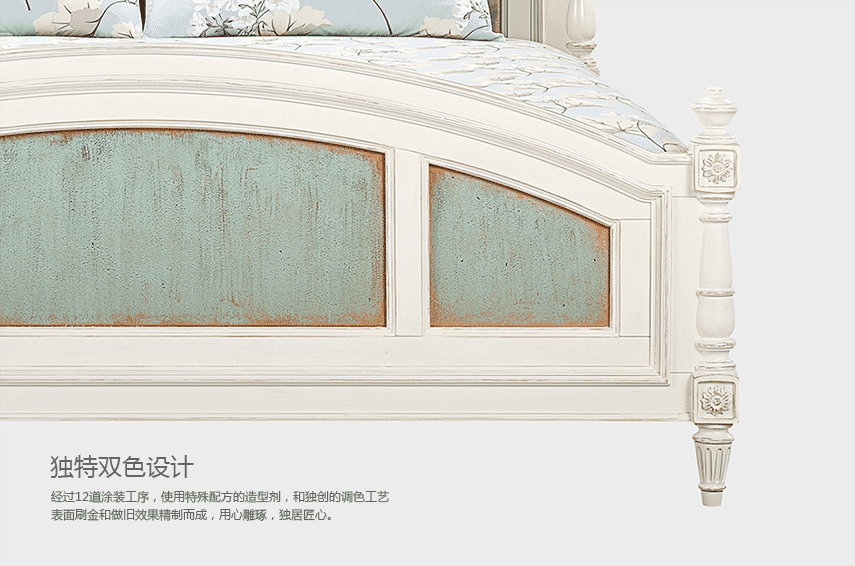 独特双色设计
经过12道涂装工序，使用特殊配方的造型剂，和独创的调色工艺
表面刷金和做旧效果精制而成，用心雕琢，独居匠心。